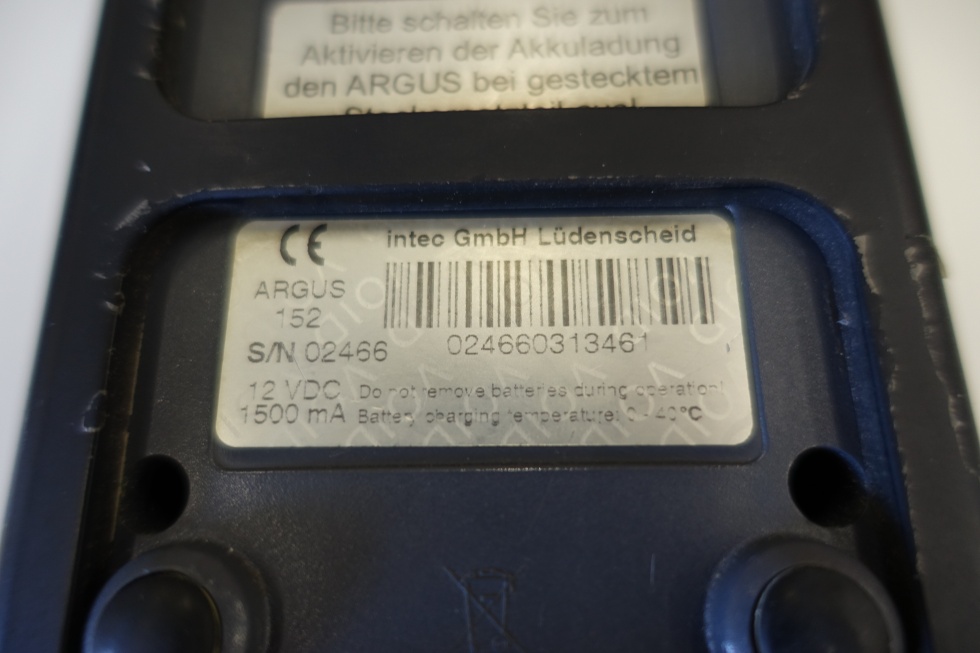 Bitte schalten Sie zum
Aktivieren der Akkuladung
den ARGUS bei gestecktem
CE
intec GmbH Lüdenscheid
ARGUS
152
S/N 02466
024660313461
12 VDC Do not remove batteries during operation!
1500 mA Battery charging temperature: 0 - 40°C